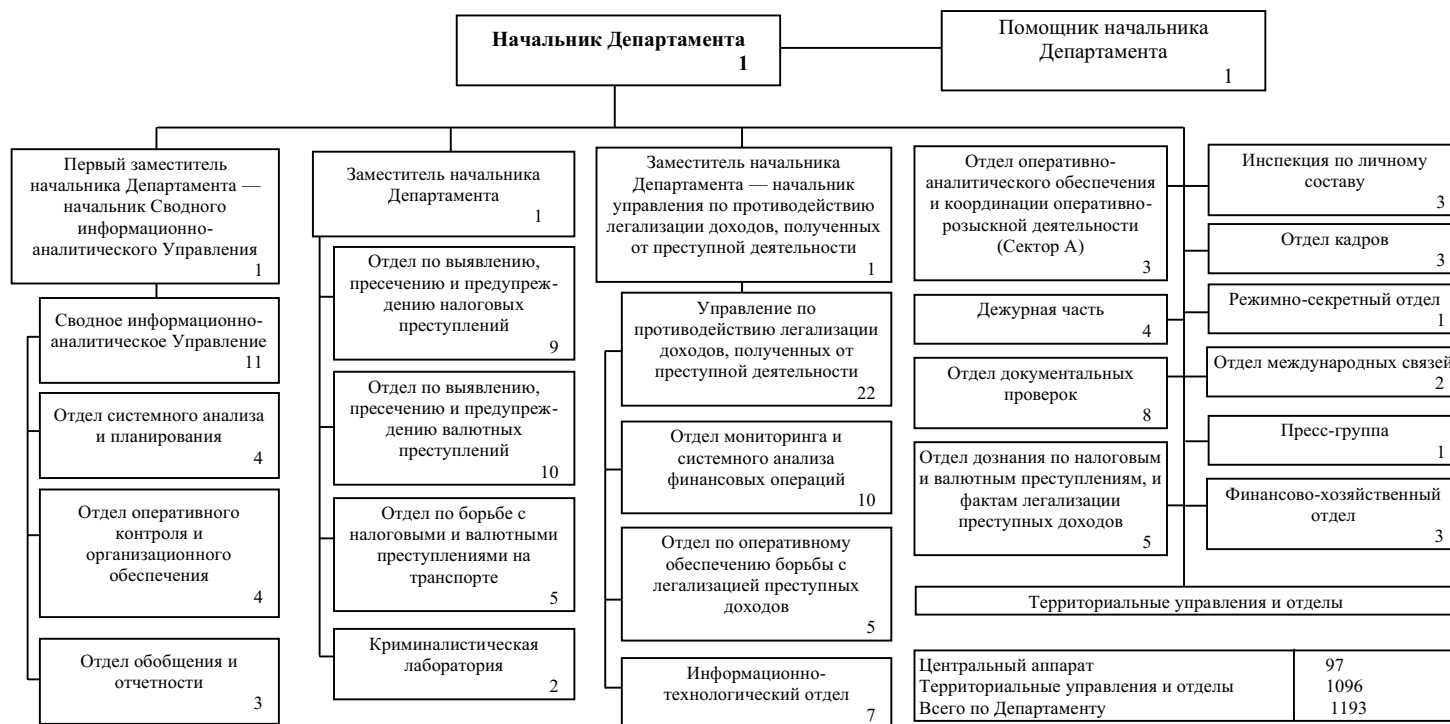 Начальник Департамента
1
Помощник начальника
Департамента
1
Первый заместитель
начальника Департамента —
начальник Сводного
информационно-
аналитического Управления
1
Сводное информационно-
аналитическое Управление
11
Отдел системного анализа
и планирования
4
Отдел оперативного
контроля и
организационного
обеспечения
4
Отдел обобщения и
отчетности
3
Заместитель начальника
Департамента
1
Отдел по выявлению,
пресечению и предупреж-
дению налоговых
преступлений
9
Отдел по выявлению,
пресечению и предупреж-
дению валютных
преступлений
10
Отдел по борьбе с
налоговыми и валютными
преступлениями на
транспорте
5
Криминалистическая
лаборатория
2
Заместитель начальника
Департамента — начальник
управления по противодействию
легализации доходов, полученных
от преступной деятельности
1
Управление по
противодействию легализации
доходов, полученных от
преступной деятельности
22
Отдел мониторинга и
системного анализа
финансовых операций
10
Отдел по оперативному
обеспечению борьбы с
легализацией преступных
доходов
5
Информационно-
технологический отдел
7
Отдел оперативно-
аналитического обеспечения
и координации оперативно-
розыскной деятельности
(Сектор А)
3
Дежурная часть
4
Отдел документальных
проверок
8
Отдел дознания по налоговым
и валютным преступлениям, и
фактам легализации
преступных доходов
5
Инспекция по личному
составу
3
Отдел кадров
3
Режимно-секретный отдел
1
Отдел международных связей
2
Пресс-группа
1
Финансово-хозяйственный
отдел
3
Территориальные управления и отделы
Центральный аппарат 97
Территориальные управления и отделы 1096
Всего по Департаменту 1193